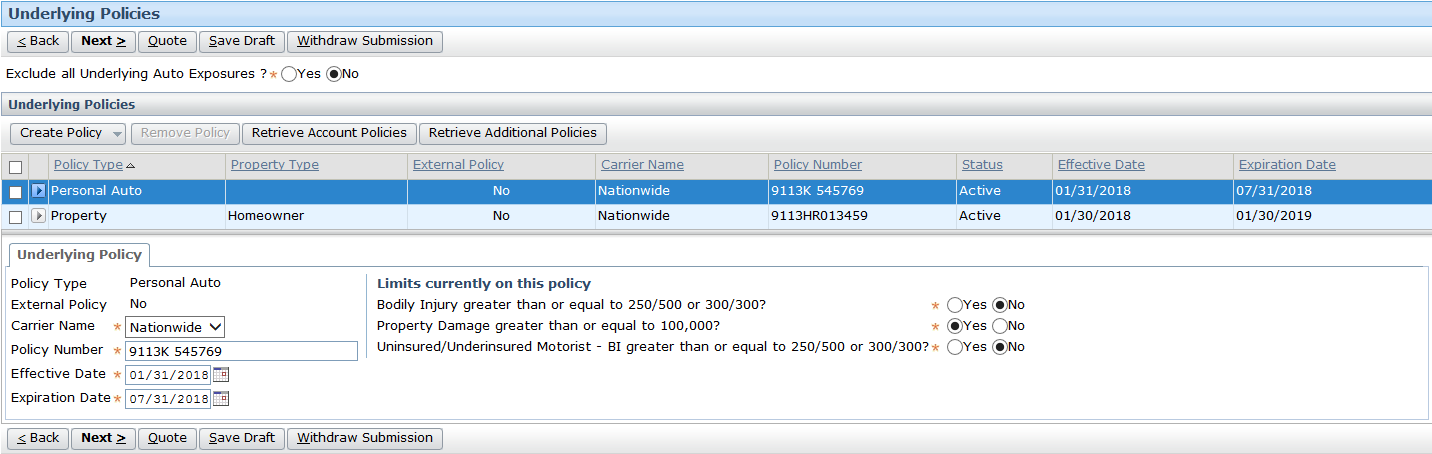 Underlying Policies
< Back Next > Quote Save Draft Withdraw Submission
Exclude all Underlying Auto Exposures ? * Yes No
Underlying Policies
Create Policy Remove Policy Retrieve Account Policies Retrieve Additional Policies
Policy Type Property Type External Policy Carrier Name Policy Number Status Effective Date Expiration Date
Personal Auto No Nationwide 9113K 545769 Active 01/31/2018 07/31/2018
Property Homeowner No Nationwide 9113HR013459 Active 01/30/2018 01/30/2019
Underlying Policy
Policy Type Personal Auto
External Policy No
Carrier Name * Nationwide
Policy Number * 9113K 545769
Effective Date * 01/31/2018
Expiration Date * 07/31/2018
Limits currently on this policy
Bodily Injury greater than or equal to 250/500 or 300/300? * Yes No
Property Damage greater than or equal to 100,000? * Yes No
Uninsured/Underinsured Motorist - BI greater than or equal to 250/500 or 300/300? * Yes No
< Back Next > Quote Save Draft Withdraw Submission